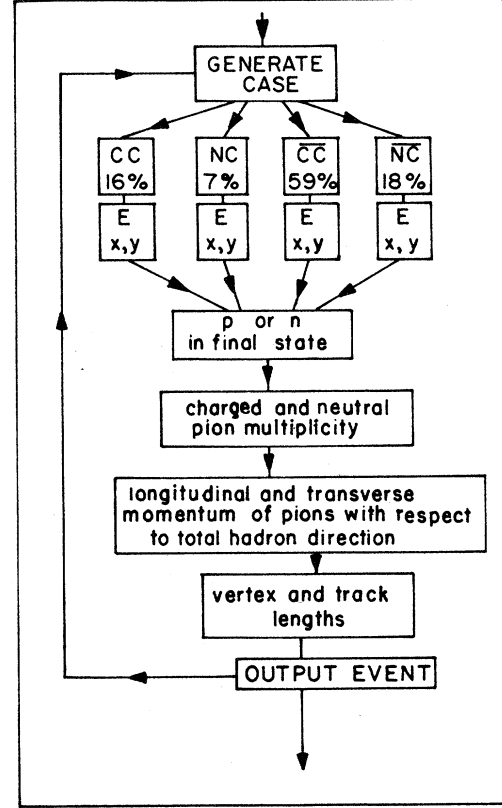 GENERATE
CASE
CC NC C̅C̅ N̅C̅
16% 7% 59% 18%
E E E E
x,y x,y x,y x,y
p or n
in final state
charged and neutral
pion multiplicity
longitudinal and transverse
momentum of pions with respect
to total hadron direction
vertex and track
lengths
OUTPUT EVENT